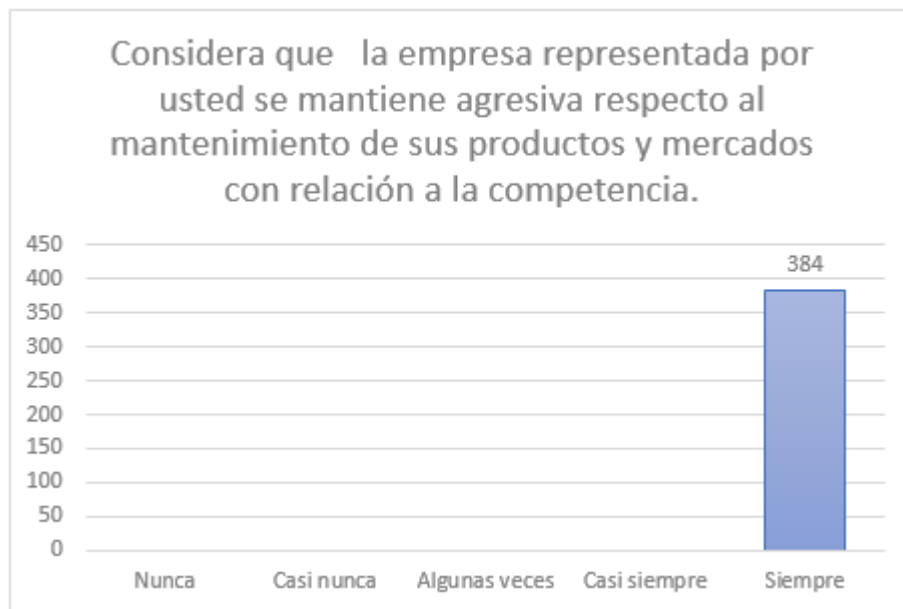 Considera que   la empresa representada por
usted se mantiene agresiva respecto al
mantenimiento de sus productos y mercados
con relación a la competencia.
450
400
350
300
250
200
150
100
50
0
384
Nunca
Casi nunca
Algunas veces
Casi siempre
Siempre